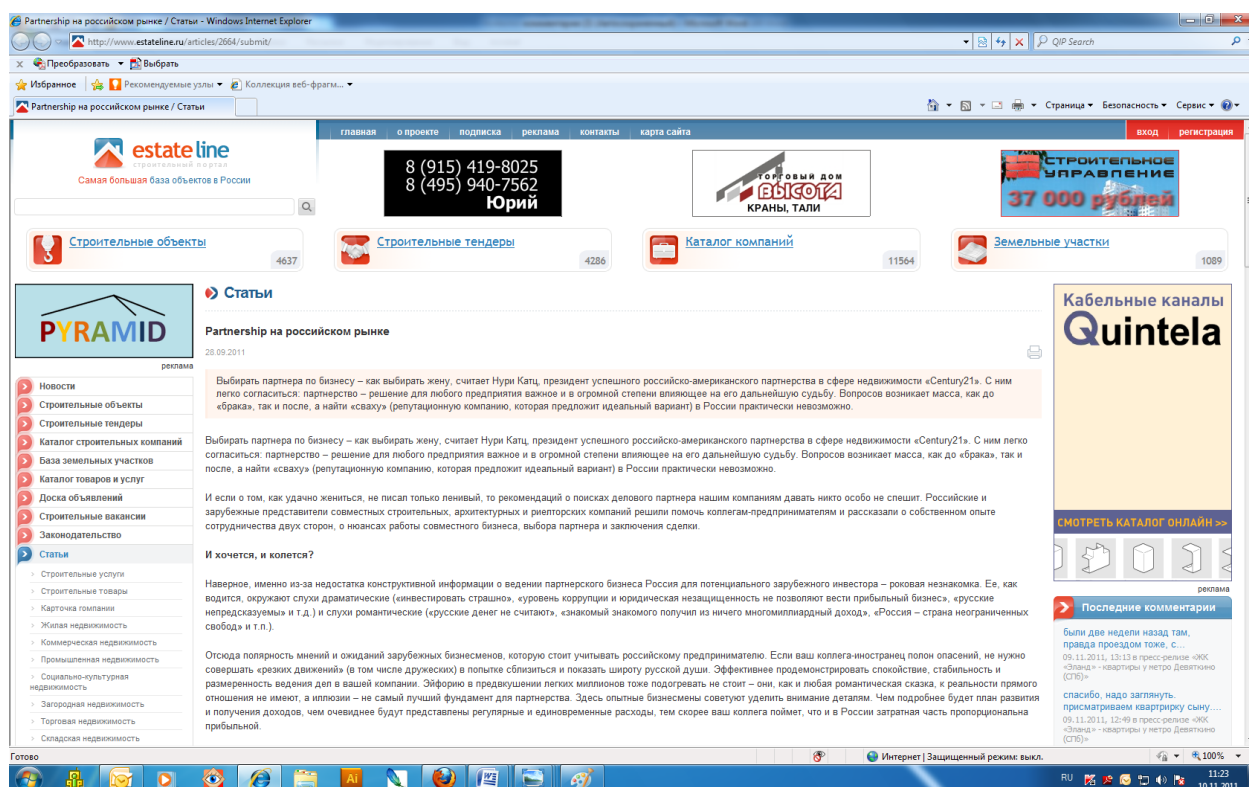 Partnership на российском рынке / Статьи - Windows Internet Explorer
http://www.estateline.ru/articles/2664/submit/
QIP Search
Преобразовать
Выбрать
Избранное
Рекомендуемые узлы
Коллекция веб-фрагм...
Partnership на российском рынке / Статьи
Страница
Безопасность
Сервис
главная
о проекте
подписка
реклама
контакты
карта сайта
вход
регистрация
estate line
строительный портал
Самая большая база объектов в России
8 (915) 419-8025
8 (495) 940-7562
Юрий
ТОРГОВЫЙ ДОМ
ВЫСОТА
КРАНЫ, ТАЛИ
СТРОИТЕЛЬНОЕ
УПРАВЛЕНИЕ
37 000 рублей
Строительные объекты
4637
Строительные тендеры
4286
Каталог компаний
11564
Земельные участки
1089
PYRAMID
реклама
Новости
Строительные объекты
Строительные тендеры
Каталог строительных компаний
База земельных участков
Каталог товаров и услуг
Доска объявлений
Строительные вакансии
Законодательство
Статьи
Строительные услуги
Строительные товары
Карточка гомпании
Жилая недвижимость
Коммерческая недвижимость
Промышленная недвижимость
Социально-культурная
недвижимость
Загородная недвижимость
Торговая недвижимость
Складская недвижимость
Статьи
Partnership на российском рынке
28.09.2011
Выбирать партнера по бизнесу – как выбирать жену, считает Нури Катц, президент успешного российско-американского партнерства в сфере недвижимости «Century21». С ним
легко согласиться: партнерство – решение для любого предприятия важное и в огромной степени влияющее на его дальнейшую судьбу. Вопросов возникает масса, как до
«брака», так и после, а найти «сваху» (репутационную компанию, которая предложит идеальный вариант) в России практически невозможно.
Выбирать партнера по бизнесу – как выбирать жену, считает Нури Катц, президент успешного российско-американского партнерства в сфере недвижимости «Century21». С ним легко
согласиться: партнерство – решение для любого предприятия важное и в огромной степени влияющее на его дальнейшую судьбу. Вопросов возникает масса, как до «брака», так и
после, а найти «сваху» (репутационную компанию, которая предложит идеальный вариант) в России практически невозможно.
И если о том, как удачно жениться, не писал только ленивый, то рекомендаций о поисках делового партнера нашим компаниям давать никто особо не спешит. Российские и
зарубежные представители совместных строительных, архитектурных и риелторских компаний решили помочь коллегам-предпринимателям и рассказали о собственном опыте
сотрудничества двух сторон, о нюансах работы совместного бизнеса, выбора партнера и заключения сделки.
И хочется, и колется?
Наверное, именно из-за недостатка конструктивной информации о ведении партнерского бизнеса Россия для потенциального зарубежного инвестора – роковая незнакомка. Ее, как
водится, окружают слухи драматические («инвестировать страшно», «уровень коррупции и юридическая незащищенность не позволяют вести прибыльный бизнес», «русские
непредсказуемы» и т.д.) и слухи романтические («русские денег не считают», «знакомый знакомого получил из ничего многомиллиардный доход», «Россия – страна неограниченных
свобод» и т.п.).
Отсюда полярность мнений и ожиданий зарубежных бизнесменов, которую стоит учитывать российскому предпринимателю. Если ваш коллега-иностранец полон опасений, не нужно
совершать «резких движений» (в том числе дружеских) в попытке сблизиться и показать широту русской души. Эффективнее продемонстрировать спокойствие, стабильность и
размеренность ведения дел в вашей компании. Эйфорию в предвкушении легких миллионов тоже подогревать не стоит – они, как и любая романтическая сказка, к реальности прямого
отношения не имеют, а иллюзии – не самый лучший фундамент для партнерства. Здесь опытные бизнесмены советуют уделить внимание деталям. Чем подробнее будет план развития
и получения доходов, чем очевиднее будут представлены регулярные и единовременные расходы, тем скорее ваш коллега поймет, что и в России затратная часть пропорциональна
прибыльной.
Кабельные каналы
Quintela
СМОТРЕТЬ КАТАЛОГ ОНЛАЙН >>
реклама
Последние комментарии
были две недели назад там,
правда проездом тоже, с...
09.11.2011, 13:13 в пресс-релизе «ЖК
«Эланд» - квартиры у метро Девяткино
(СПб)»
спасибо, надо заглянуть.
присматриваем квартрирку сыну....
09.11.2011, 12:49 в пресс-релизе «ЖК
«Эланд» - квартиры у метро Девяткино
(СПб)»
Готово
Интернет | Защищенный режим: выкл.
100%
Ai
RU
11:23
10.11.2011